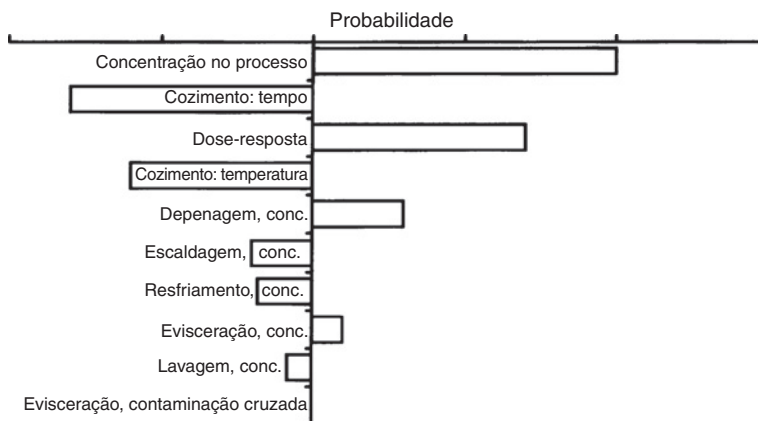 Probabilidade
Concentração no processo
Cozimento: tempo
Dose-resposta
Cozimento: temperatura
Depenagem, conc.
Escaldagem, conc.
Resfriamento, conc.
Evisceração, conc.
Lavagem, conc.
Evisceração, contaminação cruzada